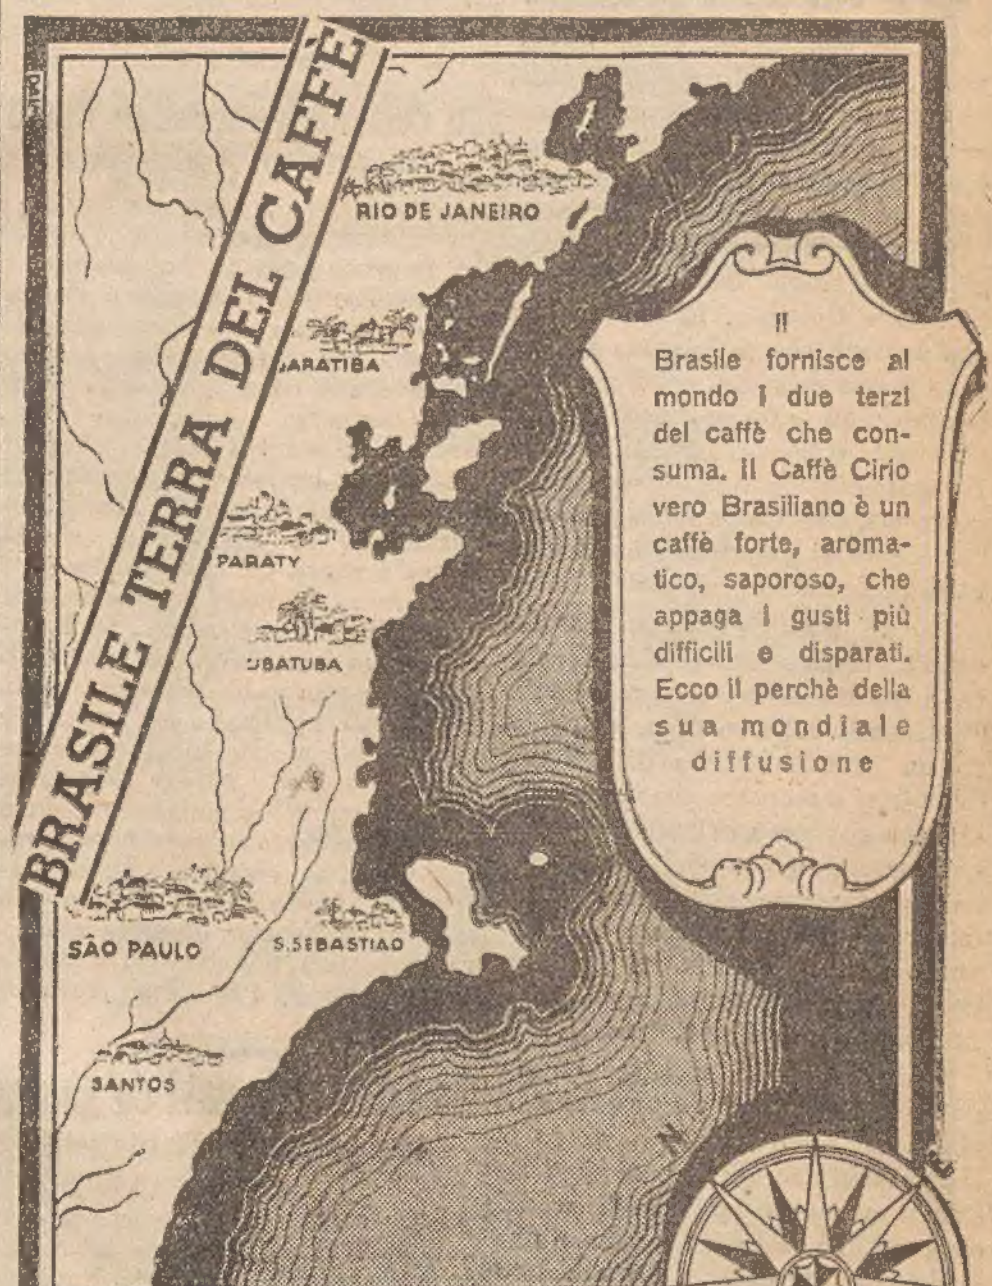 BRASILE TERRA DEL CAFFÈ
RIO DE JANEIRO
PARATY
UBATUBA
SÃO PAULO
S. SEBASTIAO
SANTOS
Il
Brasile fornisce al
mondo i due terzi
del caffè che con-
suma. Il Caffè Cirio
vero Brasiliano è un
caffè forte, aroma-
tico, saporoso, che
appaga i gusti più
difficili e disparati.
Ecco il perchè della
sua mondiale
diffusione
N
E